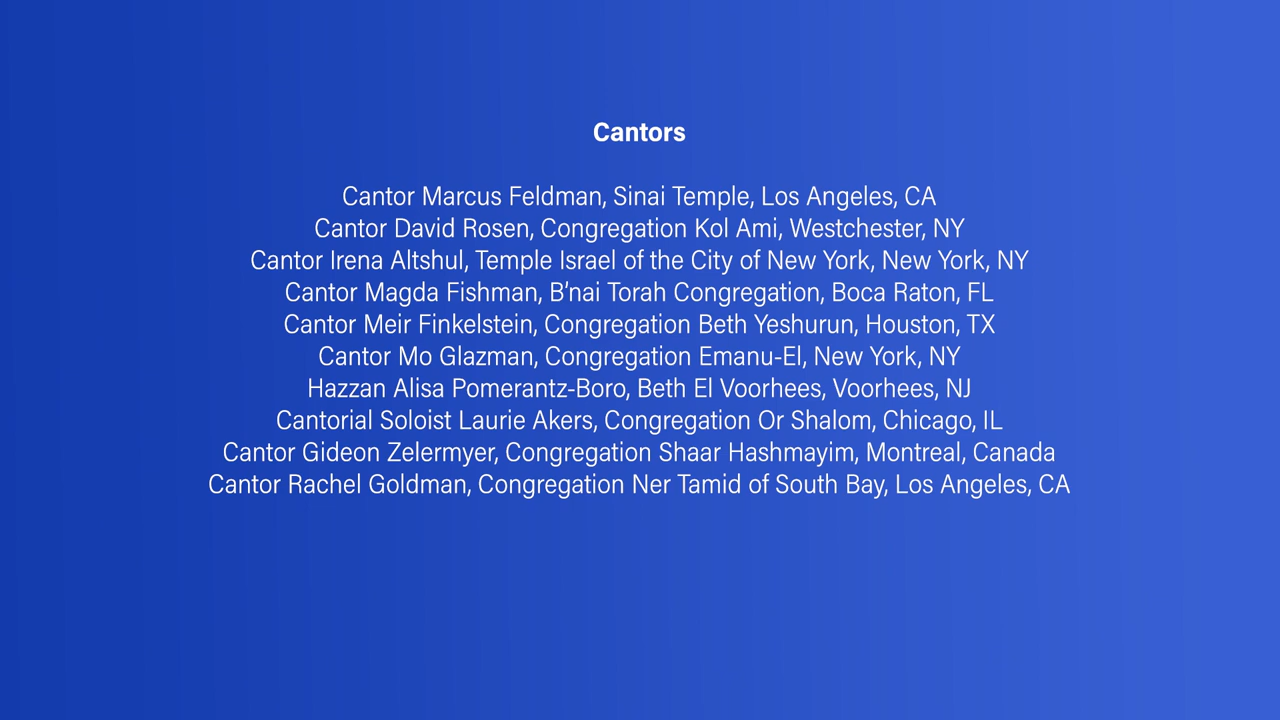 Cantors
Cantor Marcus Feldman, Sinai Temple, Los Angeles, CA
Cantor David Rosen, Congregation Kol Ami, Westchester, NY
Cantor Irena Altshul, Temple Israel of the City of New York, New York, NY
Cantor Magda Fishman, B’nai Torah Congregation, Boca Raton, FL
Cantor Meir Finkelstein, Congregation Beth Yeshurun, Houston, TX
Cantor Mo Glazman, Congregation Emanu-El, New York, NY
Hazzan Alisa Pomerantz-Boro, Beth El Voorhees, Voorhees, NJ
Cantorial Soloist Laurie Akers, Congregation Or Shalom, Chicago, IL
Cantor Gideon Zelermyer, Congregation Shaar Hashmayim, Montreal, Canada
Cantor Rachel Goldman, Congregation Ner Tamid of South Bay, Los Angeles, CA